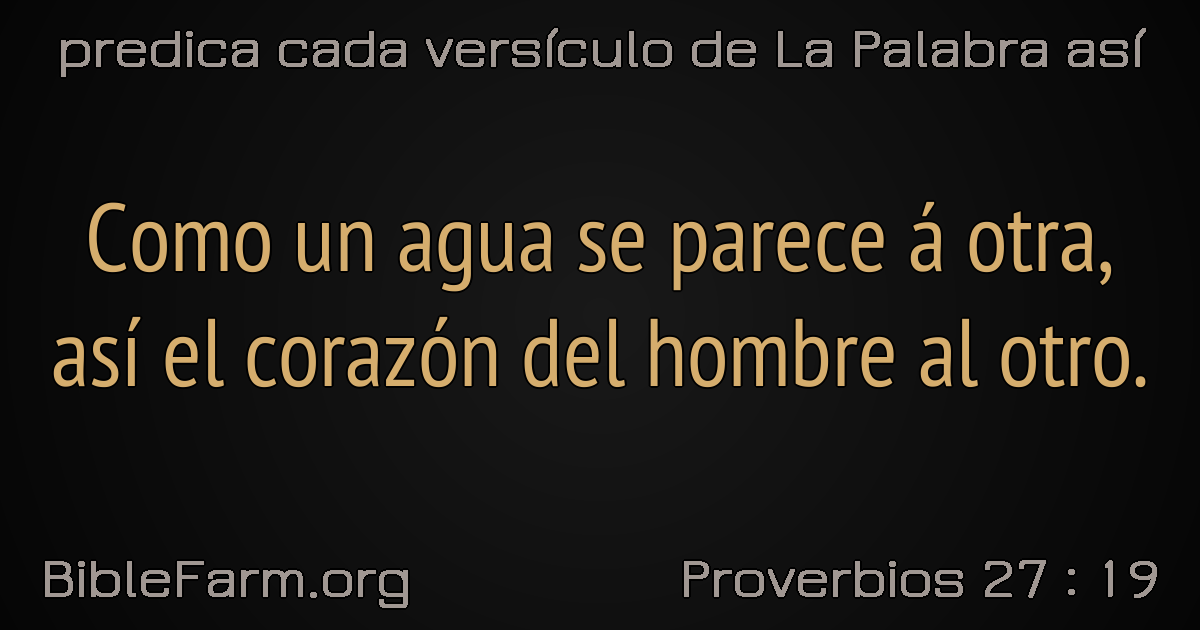 predica cada versículo de La Palabra así
Como un agua se parece á otra,
así el corazón del hombre al otro.
BibleFarm.org
Proverbios 27 : 19